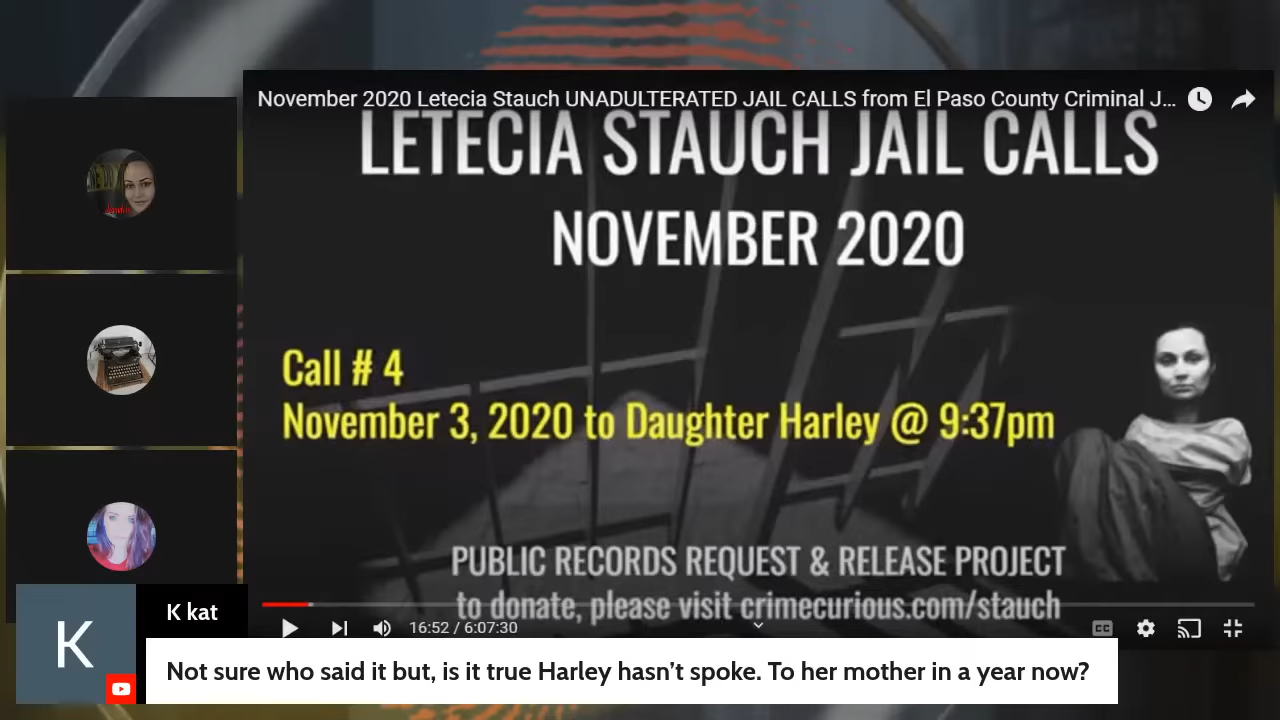 November 2020 Letecia Stauch UNADULTERATED JAIL CALLS from El Paso County Criminal J...
LETECIA STAUCH JAIL CALLS
NOVEMBER 2020
Call # 4
November 3, 2020 to Daughter Harley @ 9:37pm
PUBLIC RECORDS REQUEST & RELEASE PROJECT
to donate, please visit crimecurious.com/stauch
16:52 / 6:07:30
CC
K
K kat
Not sure who said it but, is it true Harley hasn’t spoke. To her mother in a year now?